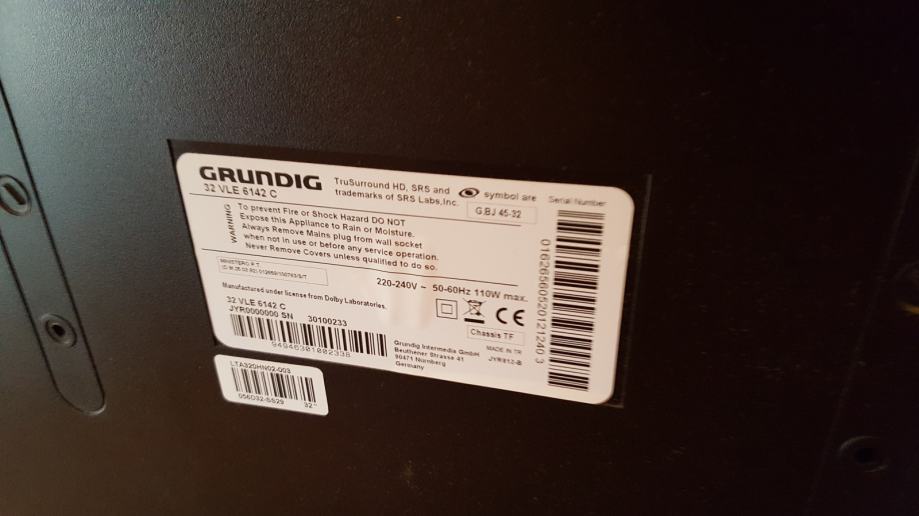 GRUNDIG
32 VLE 6142 C
TruSurround HD, SRS and symbol are
trademarks of SRS Labs,Inc.
G.BJ 45-32
Serial Number
WARNING
To prevent Fire or Shock Hazard DO NOT
Expose this Appliance to Rain or Moisture.
Always Remove Mains plug from wall socket
when not in use or before any service operation.
Never Remove Covers unless qualified to do so.
MINISTERO P.T.
220-240V ~ 50-60Hz 110W max.
Manufactured under license from Dolby Laboratories.
32 VLE 6142 C
JYR0000000 SN 30100233
CE
Chassis TF
MADE IN TR
Grundig Intermedia GmbH
Beuthener Strasse 41
90471 Nürnberg
Germany
LTA320HN02-003
32"